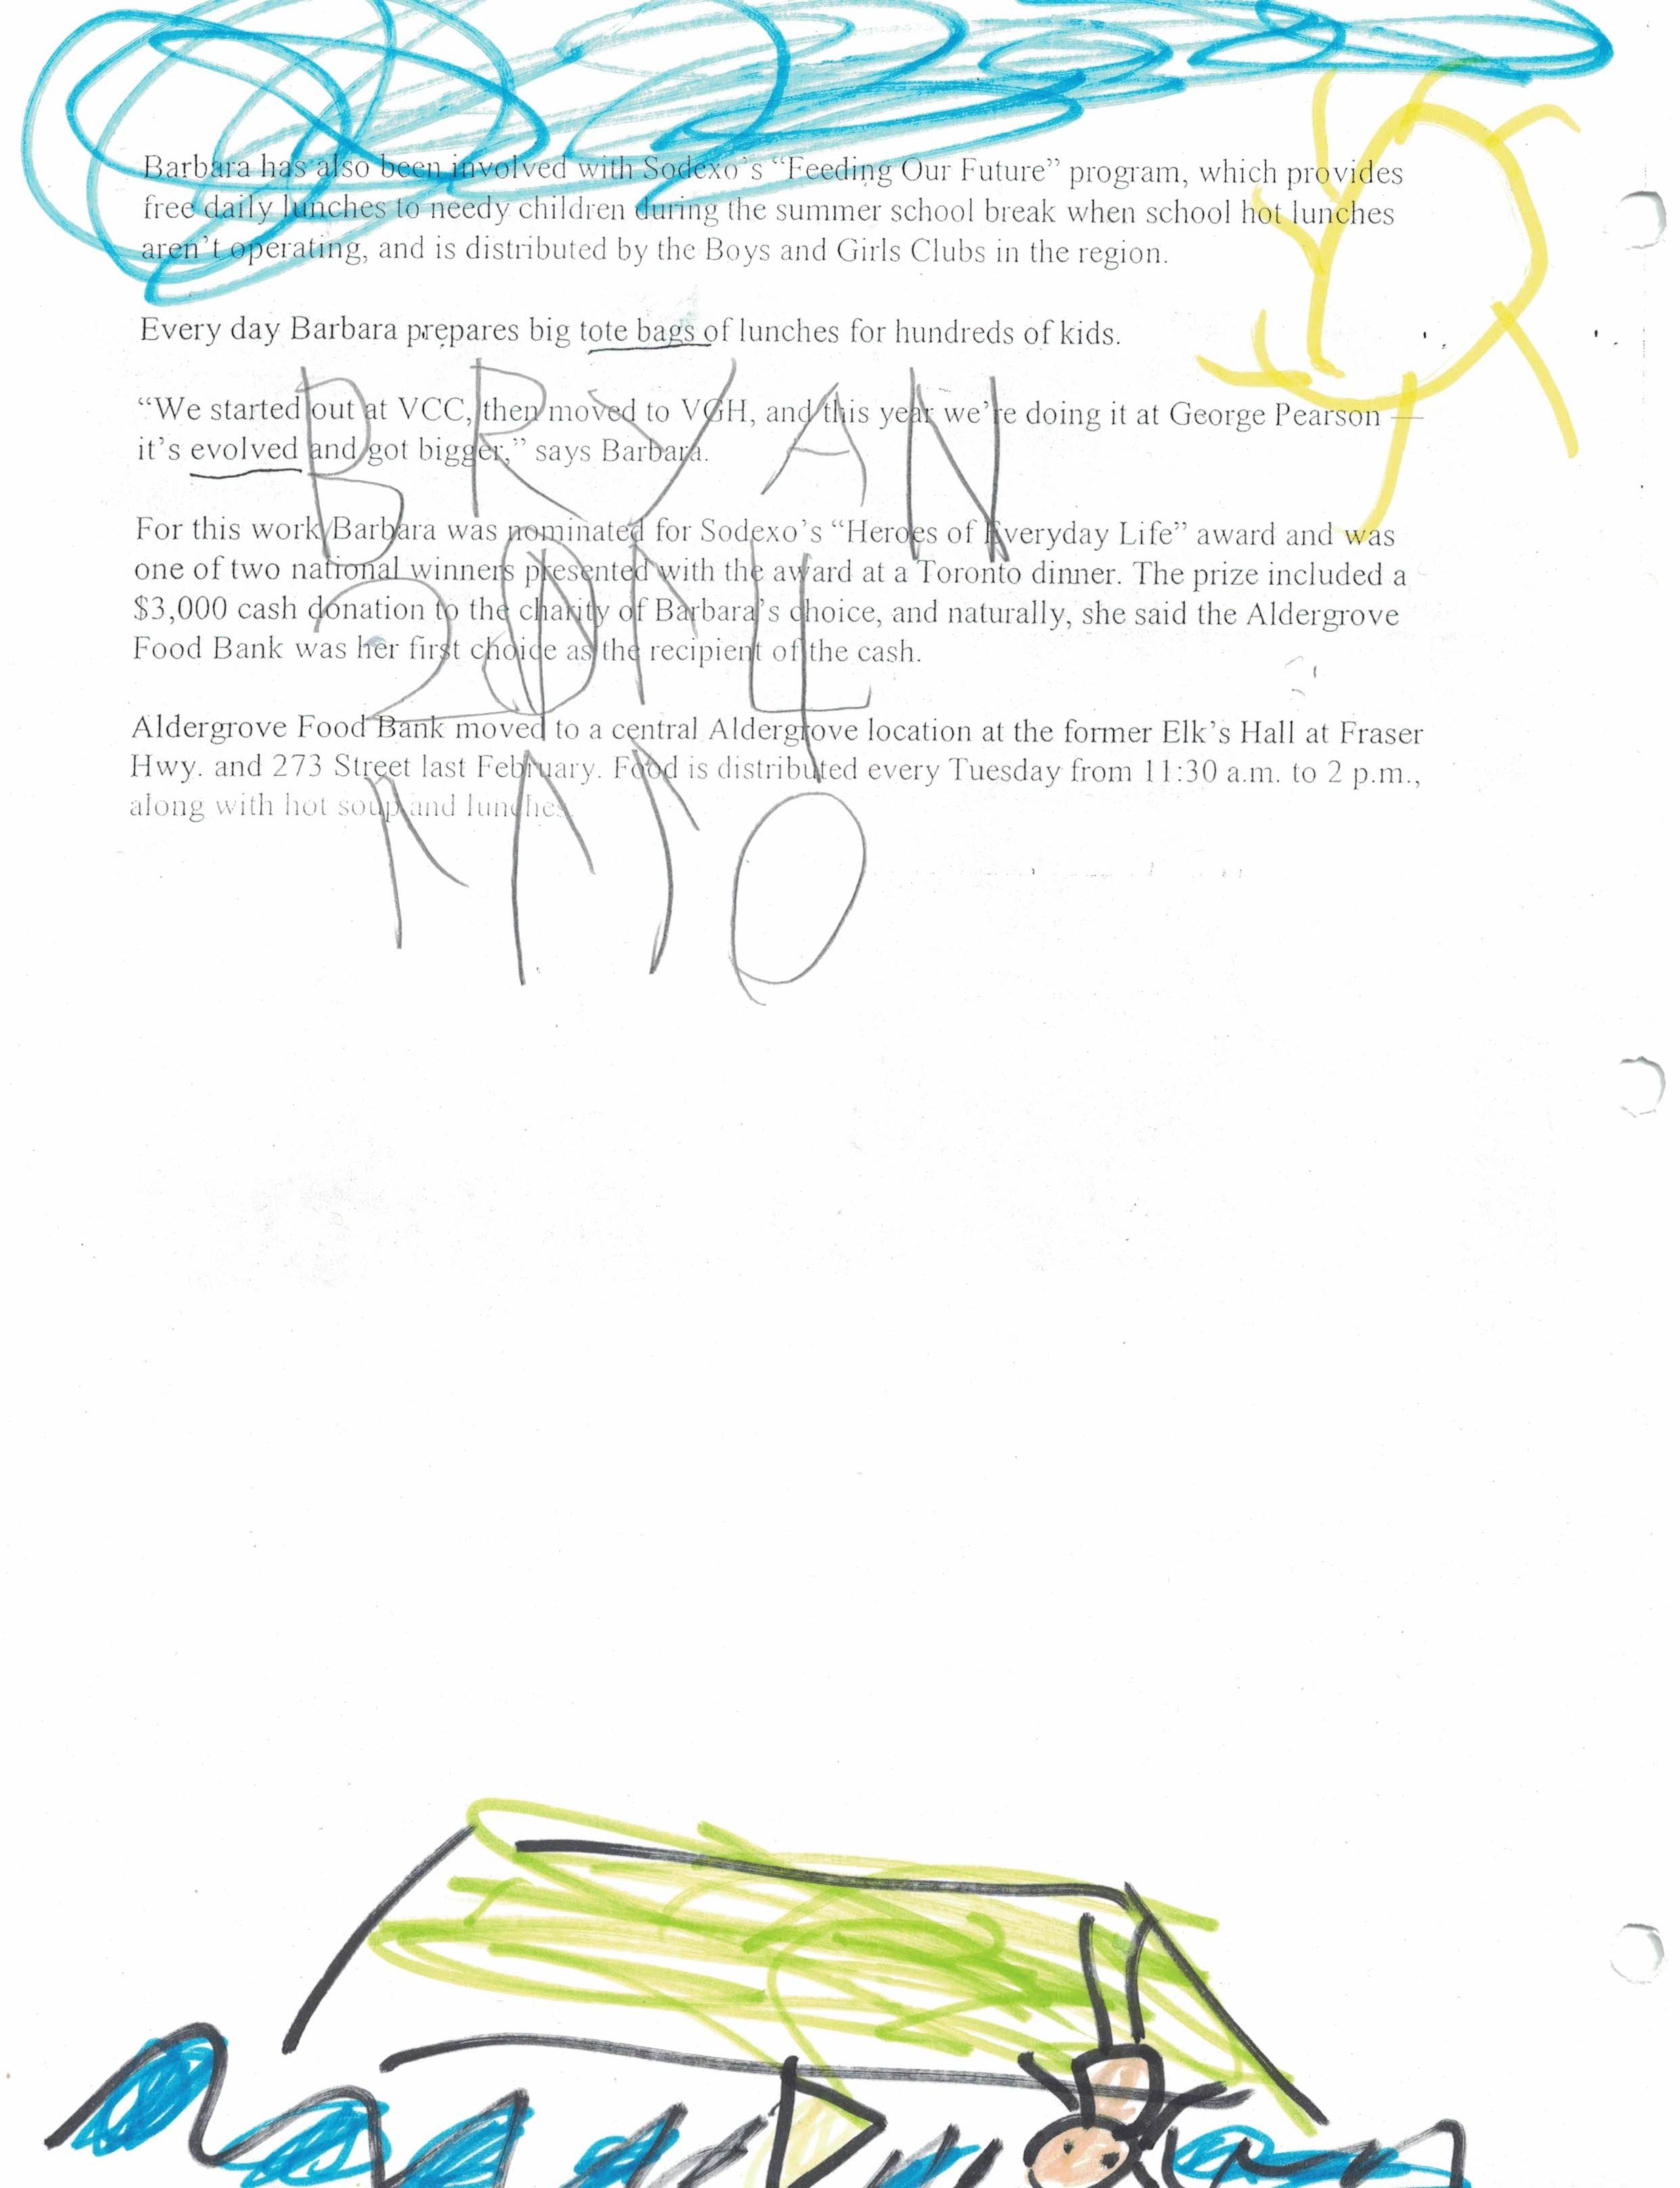 Barbara has also been involved with Sodexo's “Feeding Our Future” program, which provides
free daily lunches to needy children during the summer school break when school hot lunches
aren't operating, and is distributed by the Boys and Girls Clubs in the region.
Every day Barbara prepares big tote bags of lunches for hundreds of kids.
“We started out at VCC, then moved to VGH, and this year we're doing it at George Pearson —
it's evolved and got bigger,” says Barbara.
BRYAN
For this work Barbara was nominated for Sodexo's “Heroes of Everyday Life” award and was
one of two national winners presented with the award at a Toronto dinner. The prize included a
$3,000 cash donation to the charity of Barbara's choice, and naturally, she said the Aldergrove
Food Bank was her first choice as the recipient of the cash.
Aldergrove Food Bank moved to a central Aldergrove location at the former Elk's Hall at Fraser
Hwy. and 273 Street last February. Food is distributed every Tuesday from 11:30 a.m. to 2 p.m.,
along with hot soup and lunches